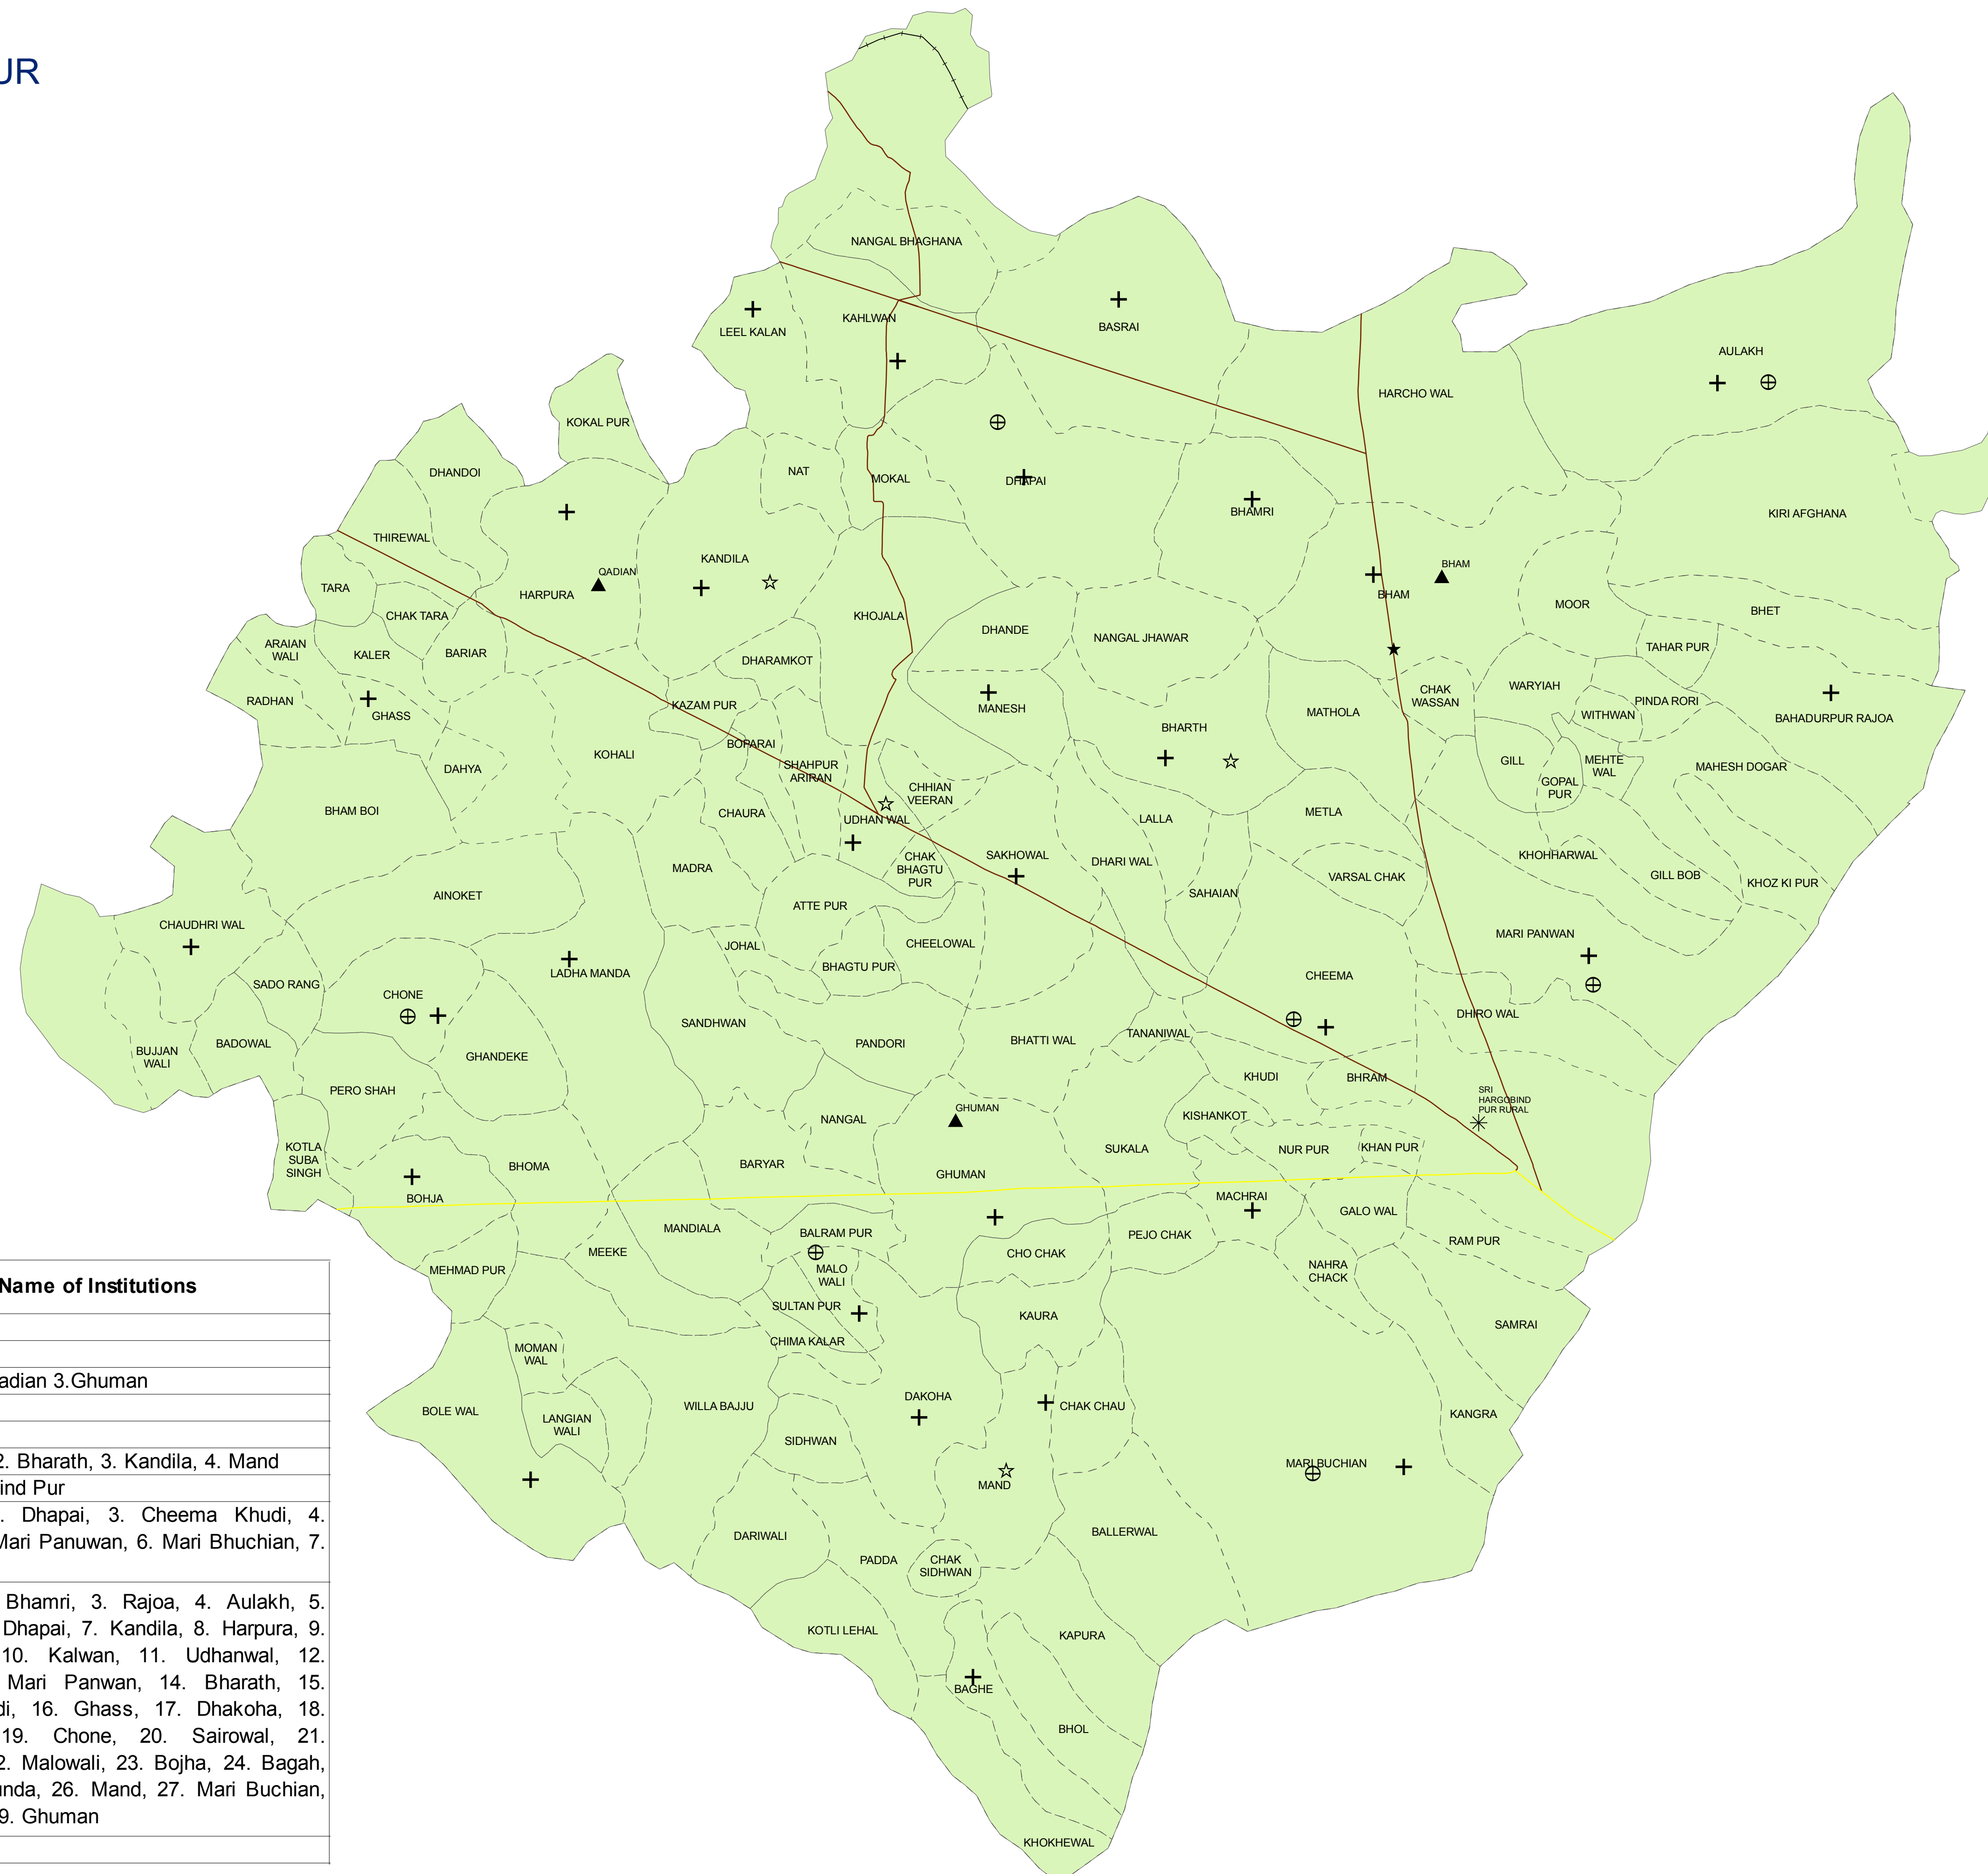 UR
NANGAL BHAGHANA
KAHLWAN
LEEL KALAN
BASRAI
AULAKH
HARCHO WAL
KOKAL PUR
DHANDOI
NAT
MOKAL
DHAPAI
BHAMRI
KIRI AFGHANA
THIREWAL
KANDILA
QADIAN
HARPURA
TARA
CHAK TARA
BHAM
BHAM
MOOR
BHET
KHOJALA
DHANDE
NANGAL JHAWAR
TAHAR PUR
ARAIAN
WALI
KALER
BARIAR
DHARAMKOT
RADHAN
GHASS
KAZAM PUR
MANESH
MATHOLA
CHAK
WASSAN
WARYIAH
WITHWAN
PINDA RORI
BAHADURPUR RAJOA
BHARTH
DAHYA
KOHALI
BOPARAI
SHAHPUR
ARIRAN
GILL
GOPAL
PUR
MEHTE
WAL
MAHESH DOGAR
BHAM BOI
CHAURA
CHHIAN
VEERAN
UDHAN WAL
LALLA
METLA
MADRA
CHAK
BHAGTU
PUR
SAKHOWAL
DHARI WAL
SAHAIAN
VARSAL CHAK
KHOHHARWAL
GILL BOB
KHOZ KI PUR
AINOKET
ATTE PUR
CHAUDHRI WAL
JOHAL
BHAGTU PUR
CHEELOWAL
MARI PANWAN
LADHA MANDA
SADO RANG
CHONE
CHEEMA
DHIRO WAL
BADOWAL
BUJJAN
WALI
GHANDEKE
SANDHWAN
PANDORI
BHATTI WAL
TANANIWAL
PERO SHAH
KHUDI
BHRAM
SRI
HARGOBIND
PUR RURAL
NANGAL
GHUMAN
KISHANKOT
KOTLA
SUBA
SINGH
BHOMA
BARYAR
GHUMAN
SUKALA
NUR PUR
KHAN PUR
BOHJA
MACHRAI
GALO WAL
MANDIALA
BALRAM PUR
PEJO CHAK
RAM PUR
MEHMAD PUR
MEEKE
MALO
WALI
CHO CHAK
NAHRA
CHACK
SULTAN PUR
KAURA
SAMRAI
CHIMA KALAR
MOMAN
WAL
BOLE WAL
LANGIAN
WALI
WILLA BAJJU
DAKOHA
CHAK CHAU
KANGRA
SIDHWAN
MARI BUCHIAN
MAND
DARIWALI
BALLERWAL
PADDA
CHAK
SIDHWAN
KOTLI LEHAL
KAPURA
BAGHE
BHOL
KHOKHEWAL
Name of Institutions
adian 3.Ghuman
2. Bharath, 3. Kandila, 4. Mand
ind Pur
. Dhapai, 3. Cheema Khudi, 4.
Mari Panuwan, 6. Mari Bhuchian, 7.
Bhamri, 3. Rajoa, 4. Aulakh, 5.
Dhapai, 7. Kandila, 8. Harpura, 9.
10. Kalwan, 11. Udhanwal, 12.
Mari Panwan, 14. Bharath, 15.
di, 16. Ghass, 17. Dhakoha, 18.
19. Chone, 20. Sairowal, 21.
2. Malowali, 23. Bojha, 24. Bagah,
unda, 26. Mand, 27. Mari Buchian,
9. Ghuman